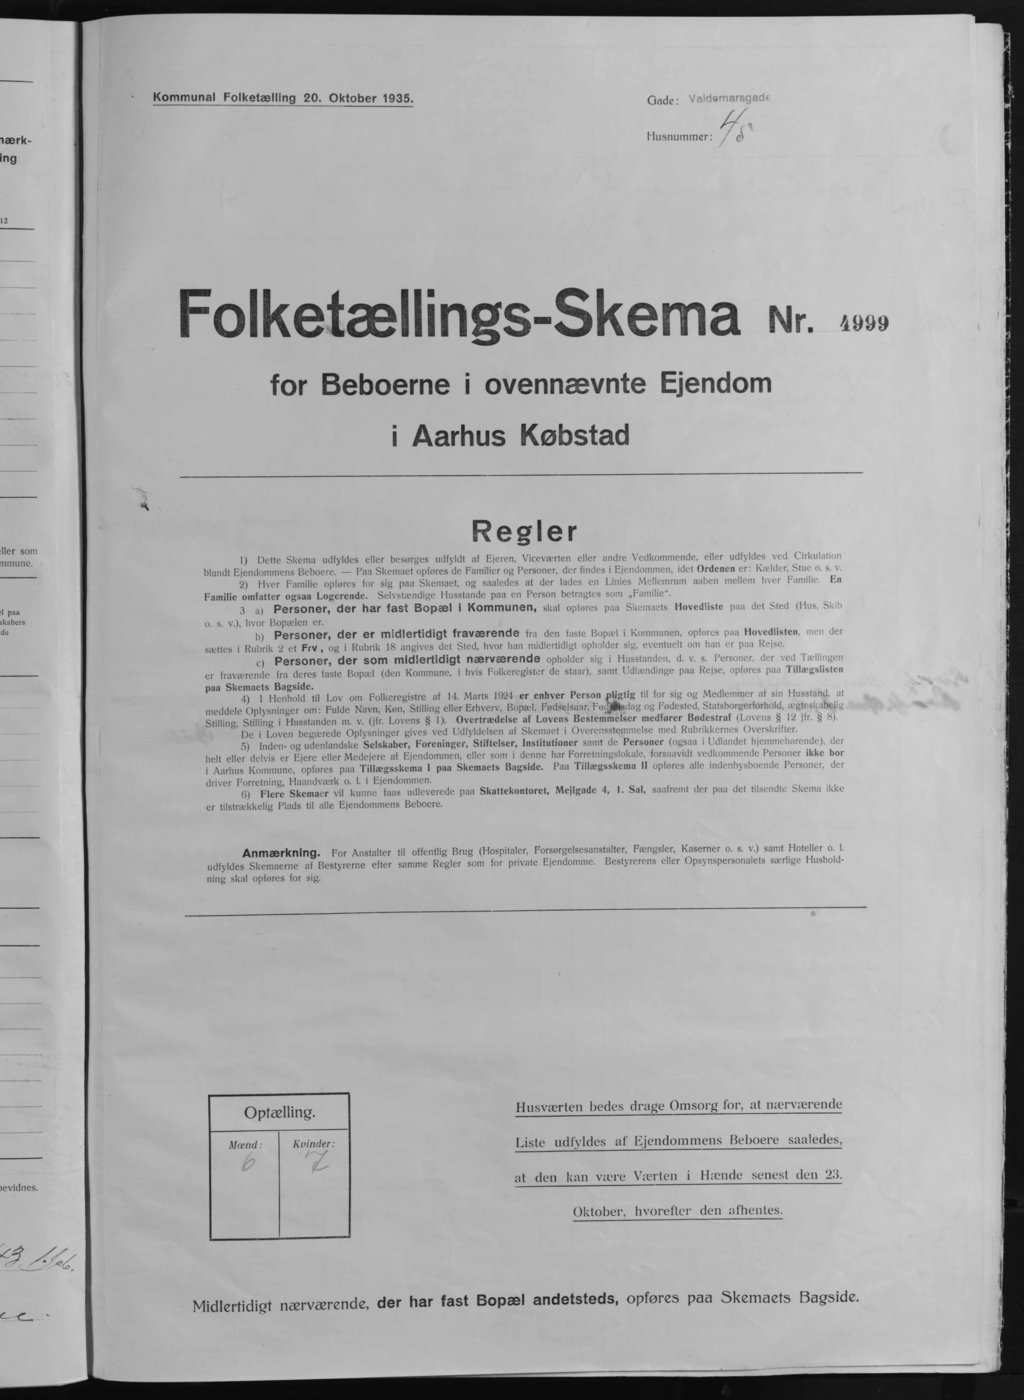 Kommunal Folketælling 20. Oktober 1935.
Gade: Valdemarsgade
Husnummer: 48
Folketællings-Skema Nr. 4999
for Beboerne i ovennævnte Ejendom
i Aarhus Købstad
Regler
1) Dette Skema udfyldes eller besørges udfyldt af Ejeren, Viceværten eller andre Vedkommende, eller udfyldes ved Cirkulation
blandt Ejendommens Beboere. — Paa Skemaet opføres de Familier og Personer, der findes i Ejendommen, idet Ordenen er: Kælder, Stue o. s. v.
2) Hver Familie opføres for sig paa Skemaet, og saaledes at der lades en Linies Mellemrum aaben mellem hver Familie. En
Familie omfatter ogsaa Logerende. Selvstændige Husstande paa en Person betragtes som „Familie“.
3 a) Personer, der har fast Bopæl i Kommunen, skal opføres paa Skemaets Hovedliste paa det Sted (Hus, Skib
o. s. v.), hvor Bopælen er.
b) Personer, der er midlertidigt fraværende fra den faste Bopæl i Kommunen, opføres paa Hovedlisten, men der
sættes i Rubrik 2 et Frv, og i Rubrik 18 angives det Sted, hvor han midlertidigt opholder sig, eventuelt om han er paa Rejse.
c) Personer, der som midlertidigt nærværende opholder sig i Husstanden, d. v. s. Personer, der ved Tællingen
er fraværende fra deres faste Bopæl (den Kommune, i hvis Folkeregister de staar), samt Udlændinge paa Rejse, opføres paa Tillægslisten
paa Skemaets Bagside.
4) I Henhold til Lov om Folkeregistre af 14. Marts 1924 er enhver Person pligtig til for sig og Medlemmer af sin Husstand, at
meddele Oplysninger om: Fulde Navn, Køn, Stilling eller Erhverv, Bopæl, Fødselsaar, Fødselsdag og Fødested, Statsborgerforhold, ægteskabelig
Stilling, Stilling i Husstanden m. v. (jfr. Lovens § 1). Overtrædelse af Lovens Bestemmelser medfører Bødestraf (Lovens § 12 jfr. § 8).
De i Loven begærede Oplysninger gives ved Udfyldelsen af Skemaet i Overensstemmelse med Rubrikkernes Overskrifter.
5) Inden- og udenlandske Selskaber, Foreninger, Stiftelser, Institutioner samt de Personer (ogsaa i Udlandet hjemmehørende), der
helt eller delvis er Ejere eller Medejere af Ejendommen, eller som i denne har Forretningslokale, forsaavidt vedkommende Personer ikke bor
i Aarhus Kommune, opføres paa Tillægsskema I paa Skemaets Bagside. Paa Tillægsskema II opføres alle indenbysboende Personer, der
driver Forretning, Haandværk o. l. i Ejendommen.
6) Flere Skemaer vil kunne faas udleverede paa Skattekontoret, Mejlgade 4, 1. Sal, saafremt der paa det tilsendte Skema ikke
er tilstrækkelig Plads til alle Ejendommens Beboere.
Anmærkning. For Anstalter til offentlig Brug (Hospitaler, Forsørgelsesanstalter, Fængsler, Kaserner o. s. v.) samt Hoteller o. l.
udfyldes Skemaerne af Bestyrerne efter samme Regler som for private Ejendomme. Bestyrerens eller Opsynspersonalets særlige Hushold-
ning skal opføres for sig.
Optælling.
Mænd: Kvinder:
6 7
Husværten bedes drage Omsorg for, at nærværende
Liste udfyldes af Ejendommens Beboere saaledes,
at den kan være Værten i Hænde senest den 23.
Oktober, hvorefter den afhentes.
Midlertidigt nærværende, der har fast Bopæl andetsteds, opføres paa Skemaets Bagside.